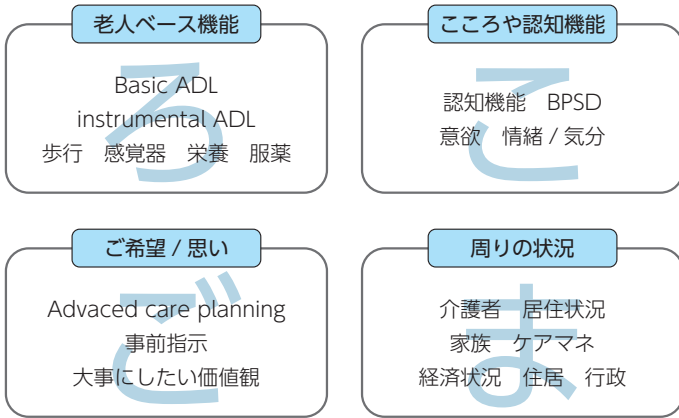 老人ベース機能
ろ
Basic ADL
instrumental ADL
歩行 感覚器 栄養 服薬
こころや認知機能
こ
認知機能 BPSD
意欲 情緒 / 気分
ご希望 / 思い
ご
Advaced care planning
事前指示
大事にしたい価値観
周りの状況
ま
介護者 居住状況
家族 ケアマネ
経済状況 住居 行政